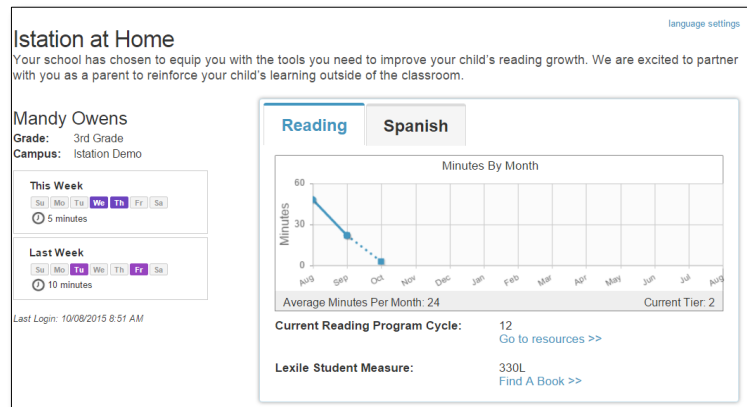 language settings
Istation at Home
Your school has chosen to equip you with the tools you need to improve your child's reading growth. We are excited to partner
with you as a parent to reinforce your child's learning outside of the classroom.
Mandy Owens
Grade: 3rd Grade
Campus: Istation Demo
This Week
Su Mo Tu We Th Fr Sa
5 minutes
Last Week
Su Mo Tu We Th Fr Sa
10 minutes
Last Login: 10/08/2015 8:51 AM
Reading Spanish
Minutes By Month
Minutes
60
30
0
Aug Sep Oct Nov Dec Jan Feb Mar Apr May Jun Jul Aug
Average Minutes Per Month: 24 Current Tier: 2
Current Reading Program Cycle: 12
Go to resources >>
Lexile Student Measure: 330L
Find A Book >>